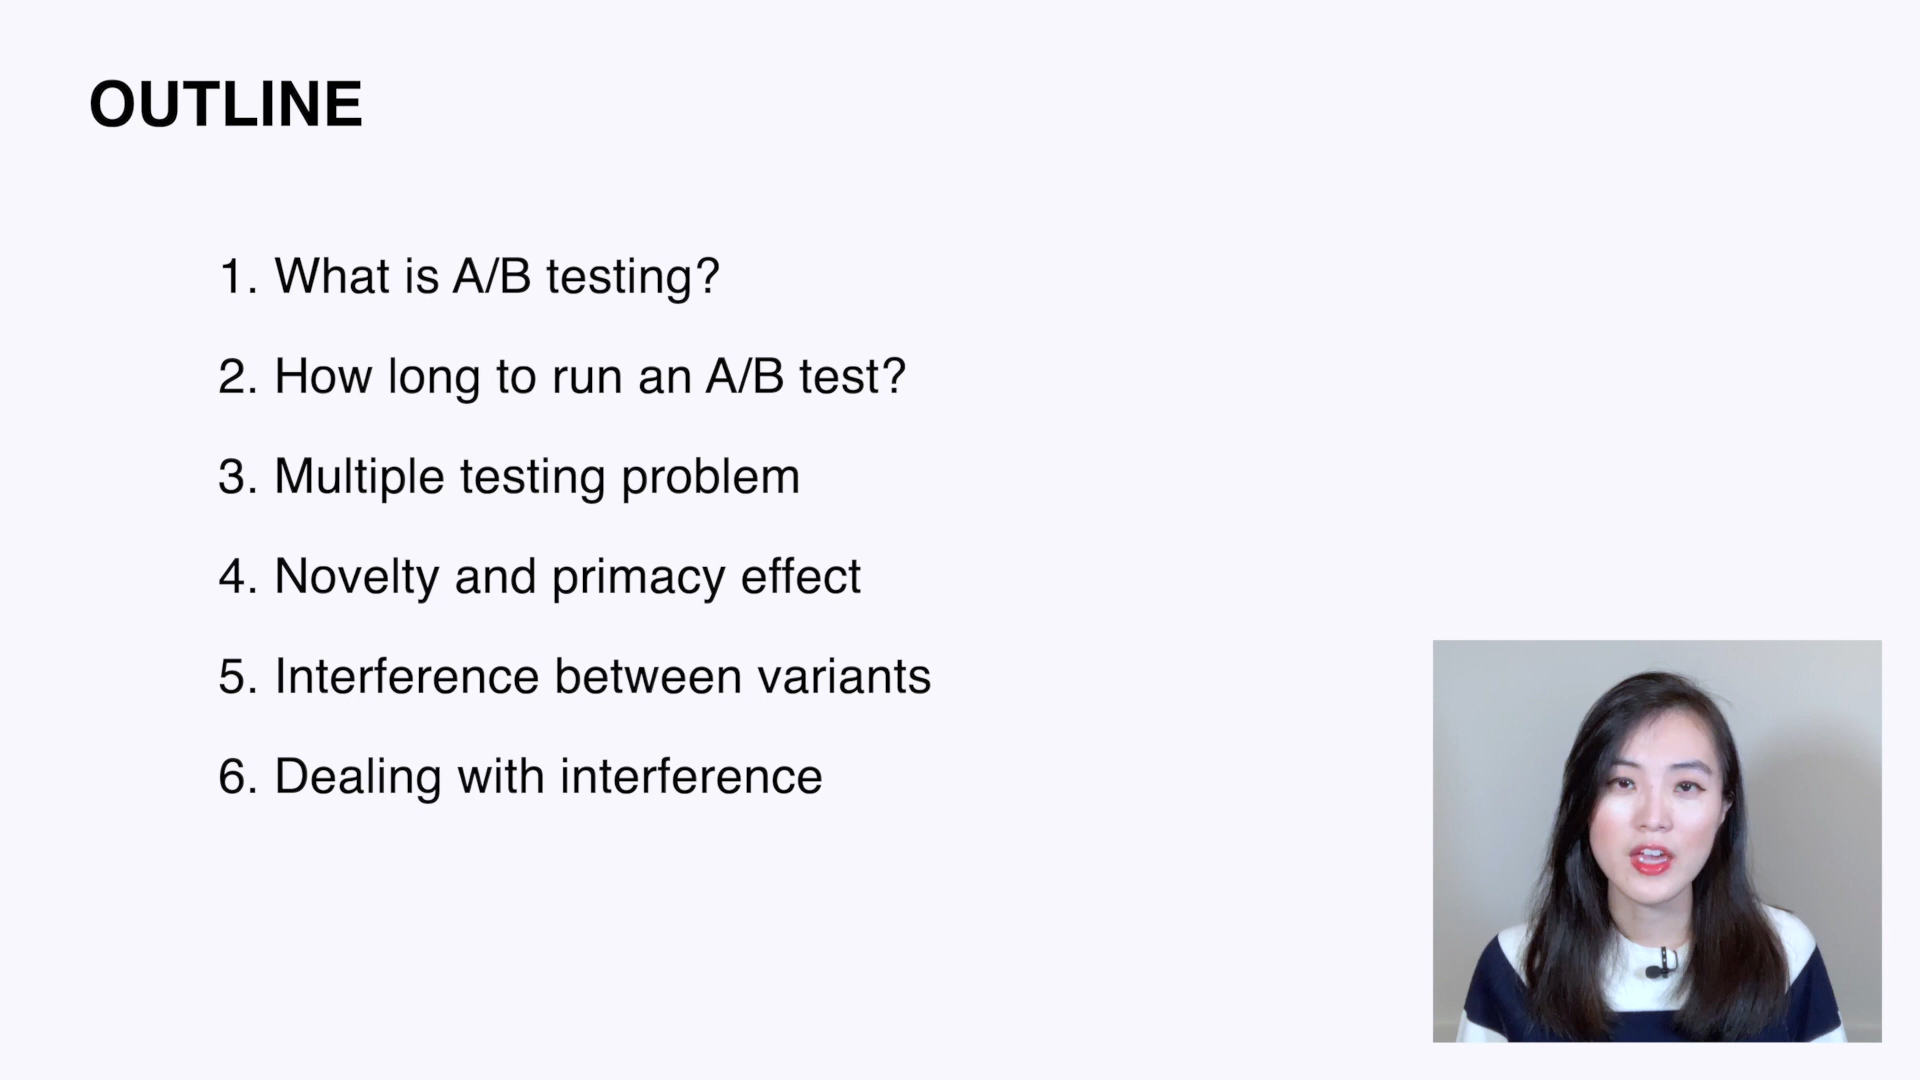 OUTLINE
1. What is A/B testing?
2. How long to run an A/B test?
3. Multiple testing problem
4. Novelty and primacy effect
5. Interference between variants
6. Dealing with interference